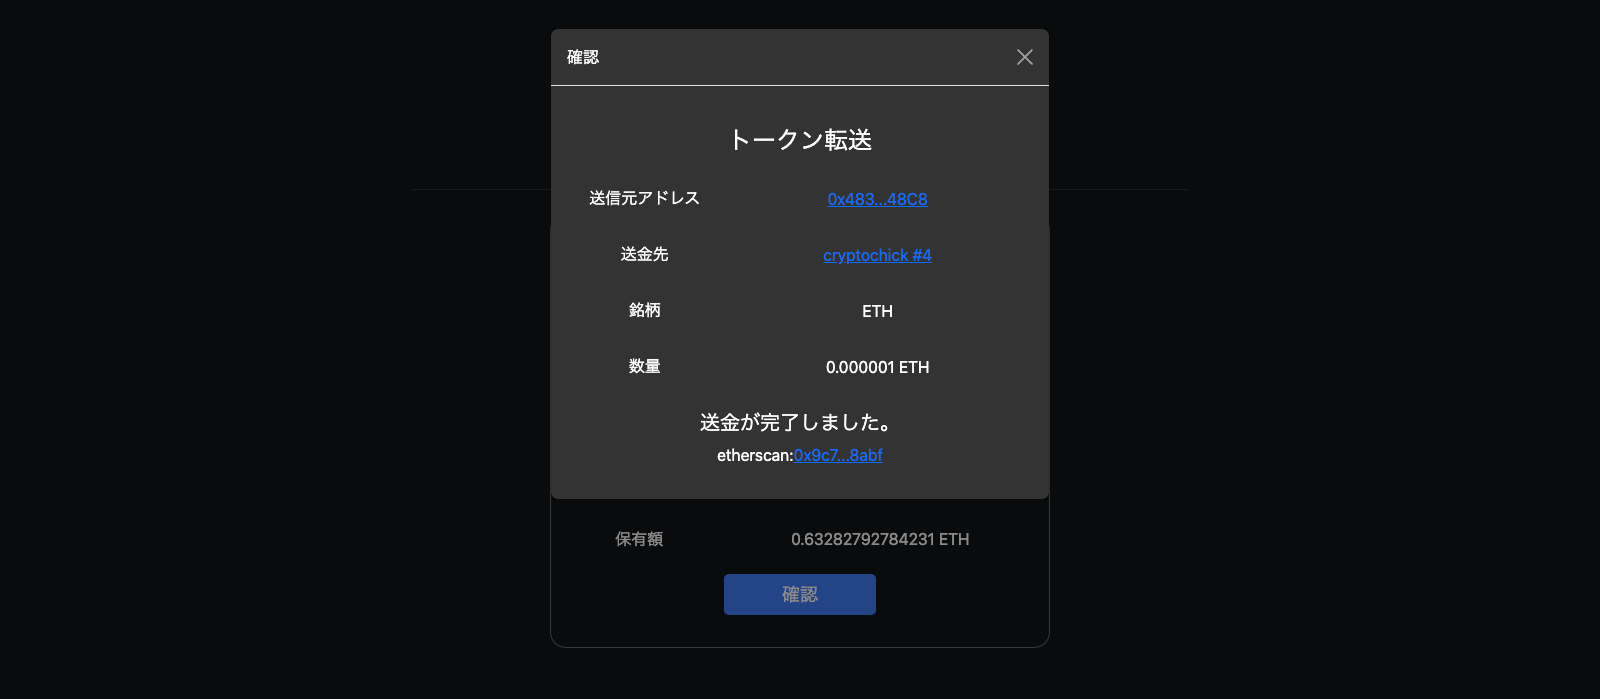 確認
トークン転送
送信元アドレス 0x483...48C8
送金先 cryptochick #4
銘柄 ETH
数量 0.000001 ETH
送金が完了しました。
etherscan:0x9c7...8abf
保有額 0.63282792784231 ETH
確認